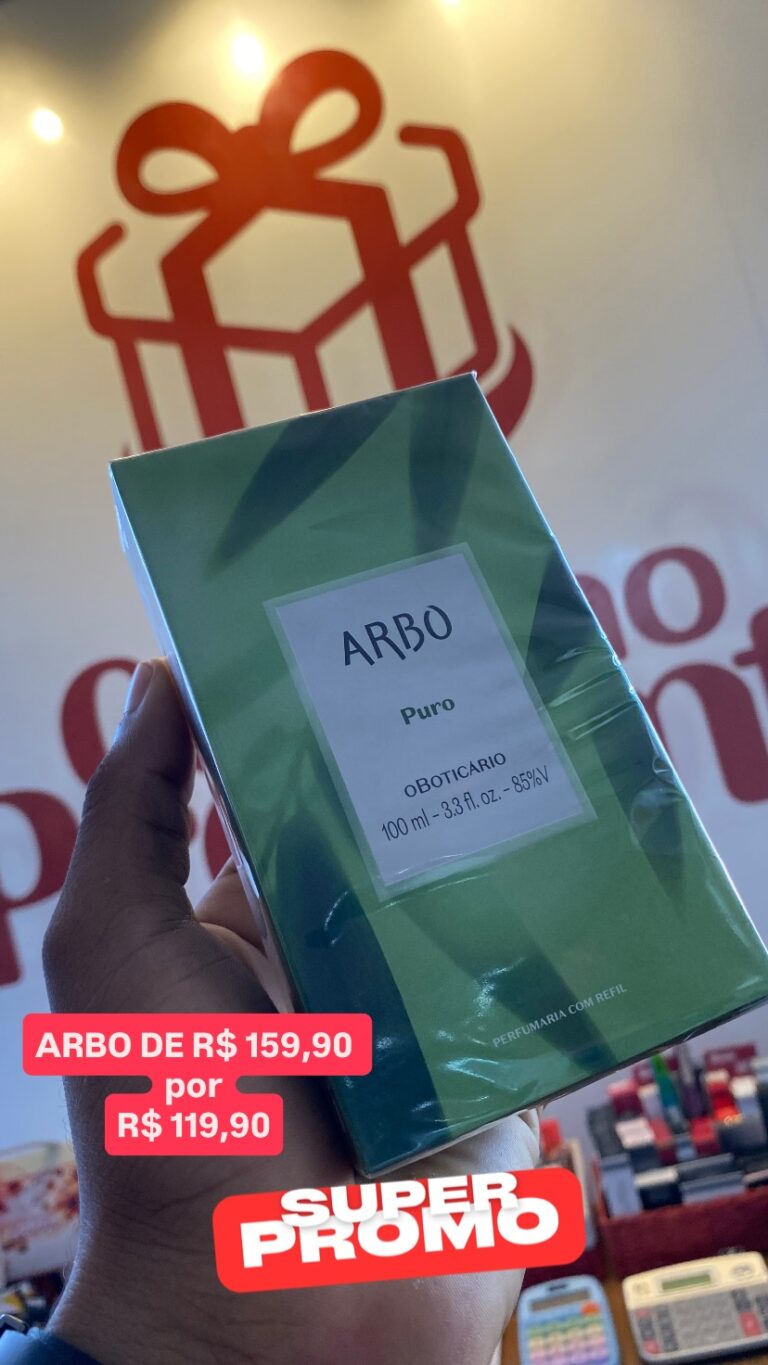 ARBO
Puro
oBOTICÁRIO
100 ml - 3.3 fl. oz. - 85%V
PERFUMARIA COM REFIL
ARBO DE R$ 159,90
por
R$ 119,90
SUPER
PROMO